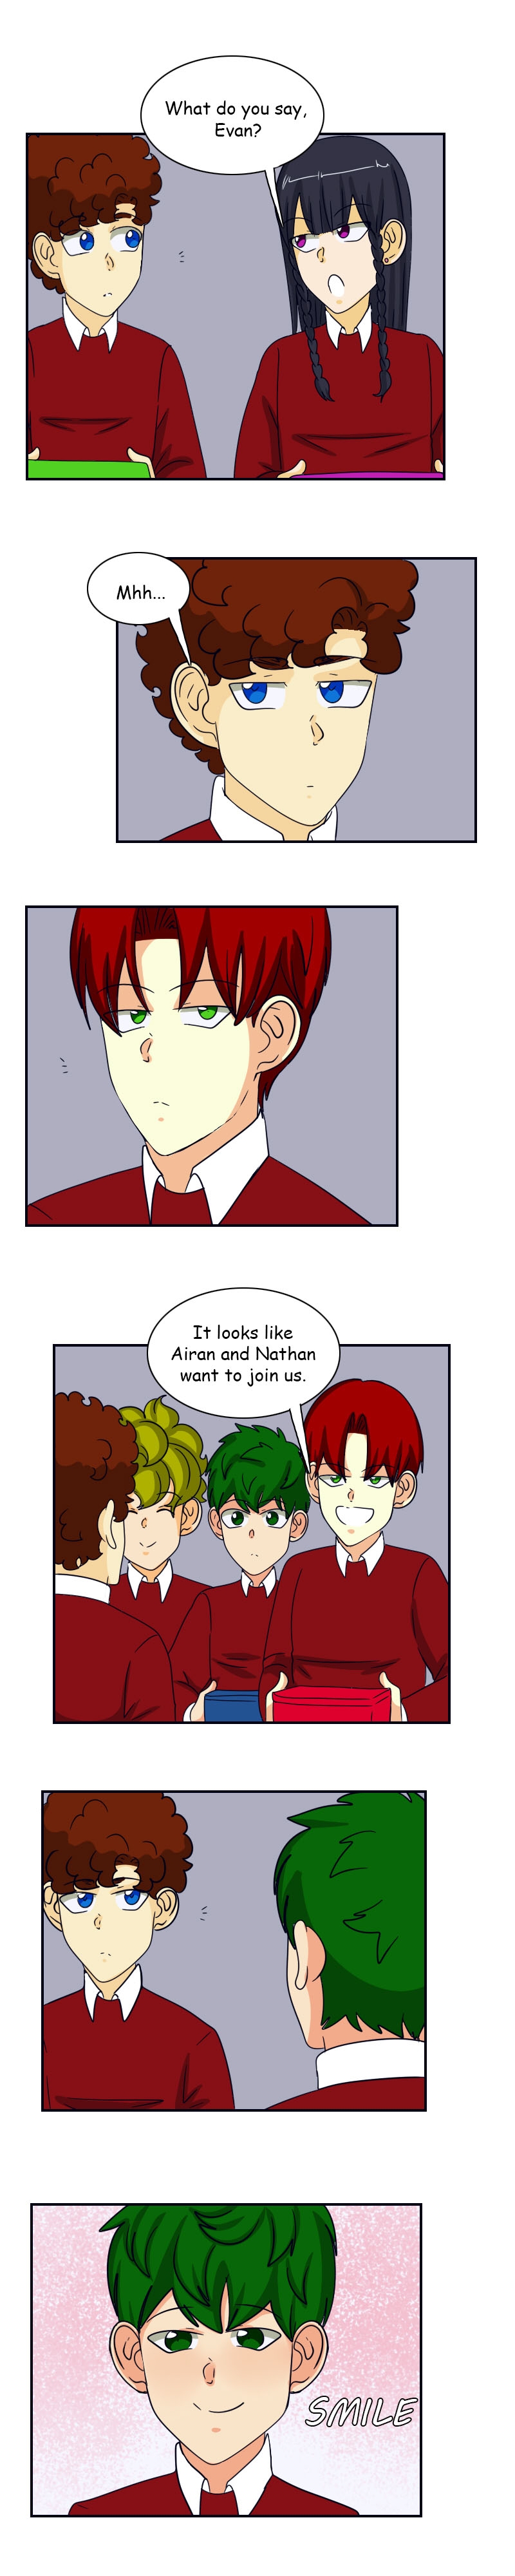 What do you say,
Evan?
Mhh...
It looks like
Airan and Nathan
want to join us.
SMILE